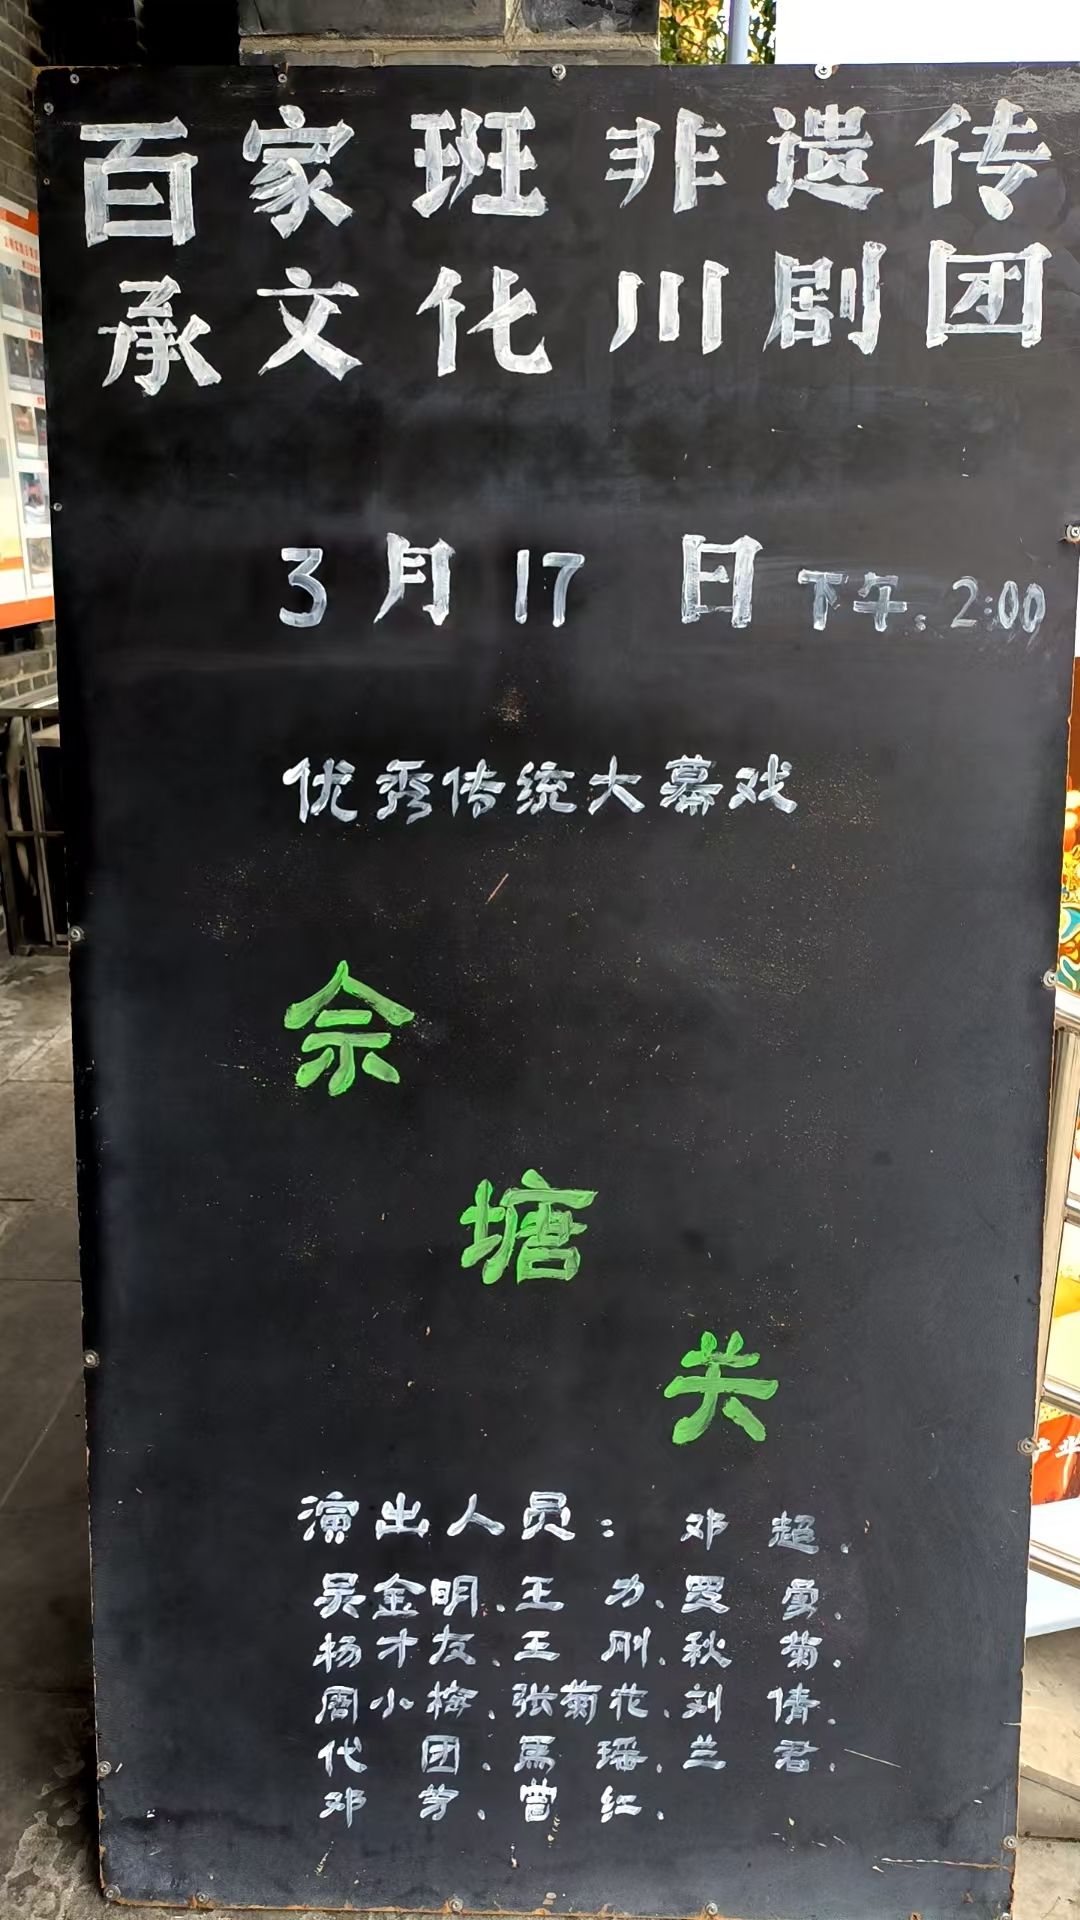 百家班非遗传
承文化川剧团
3月17日下午:2:00
优秀传统大幕戏
佘
塘
关
演出人员:邓超、
吴金明、王力、罗勇、
杨才友、王刚、秋菊、
周小梅、张菊花、刘倩、
代团、马瑶、兰君、
邓芳、曾红、
产业